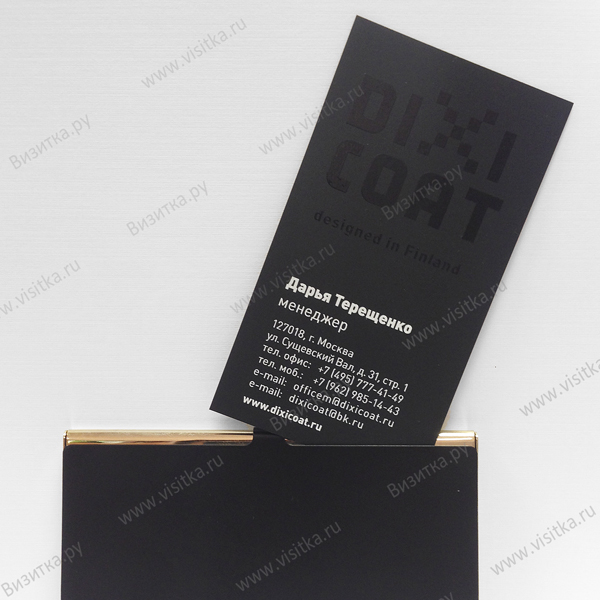 DIXI
COAT
designed in Finland
Дарья Терещенко
менеджер
127018, г. Москва
ул. Сущевский Вал, д. 31, стр. 1
тел. офис: +7 (495) 777-41-49
тел. моб.: +7 (962) 985-14-43
e-mail: officem@dixicoat.ru
e-mail: dixicoat@bk.ru
www.dixicoat.ru
www.visitka.ru
Визитка.ру